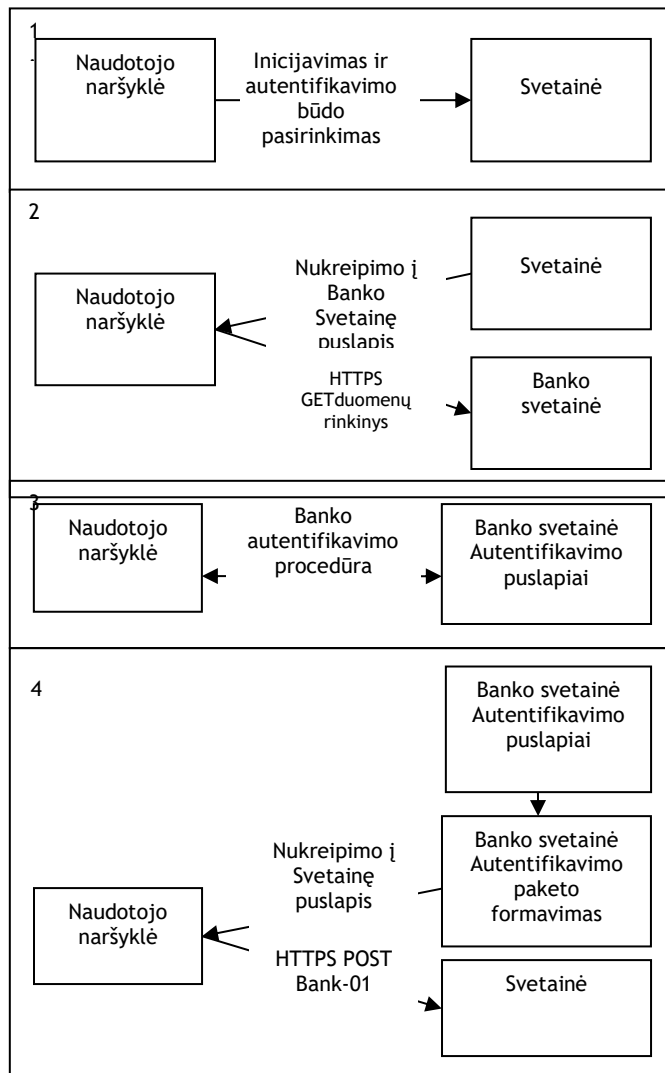 1
Naudotojo
naršyklė
Inicijavimas ir
autentifikavimo
būdo
pasirinkimas
Svetainė
2
Naudotojo
naršyklė
Nukreipimo į
Banko
Svetainę
puslapis
Svetainė
HTTPS
GETduomenų
rinkinys
Banko
svetainė
3
Naudotojo
naršyklė
Banko
autentifikavimo
procedūra
Banko svetainė
Autentifikavimo
puslapiai
4
Banko svetainė
Autentifikavimo
puslapiai
Naudotojo
naršyklė
Nukreipimo į
Svetainę
puslapis
Banko svetainė
Autentifikavimo
paketo
formavimas
HTTPS POST
Bank-01
Svetainė